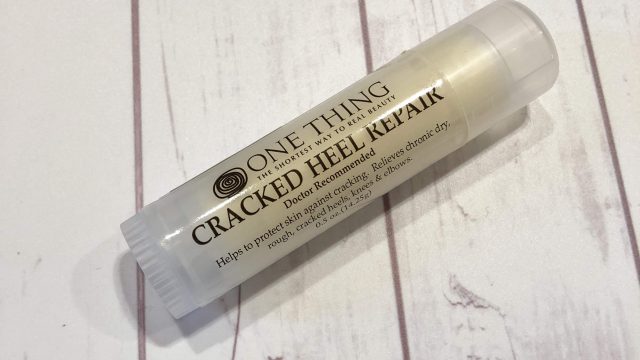 ONE THING
THE SHORTEST WAY TO REAL BEAUTY
CRACKED HEEL REPAIR
Doctor Recommended
Helps to protect skin against cracking. Relieves chronic dry,
rough, cracked heels, knees & elbows.
0.5 oz (14.25g)